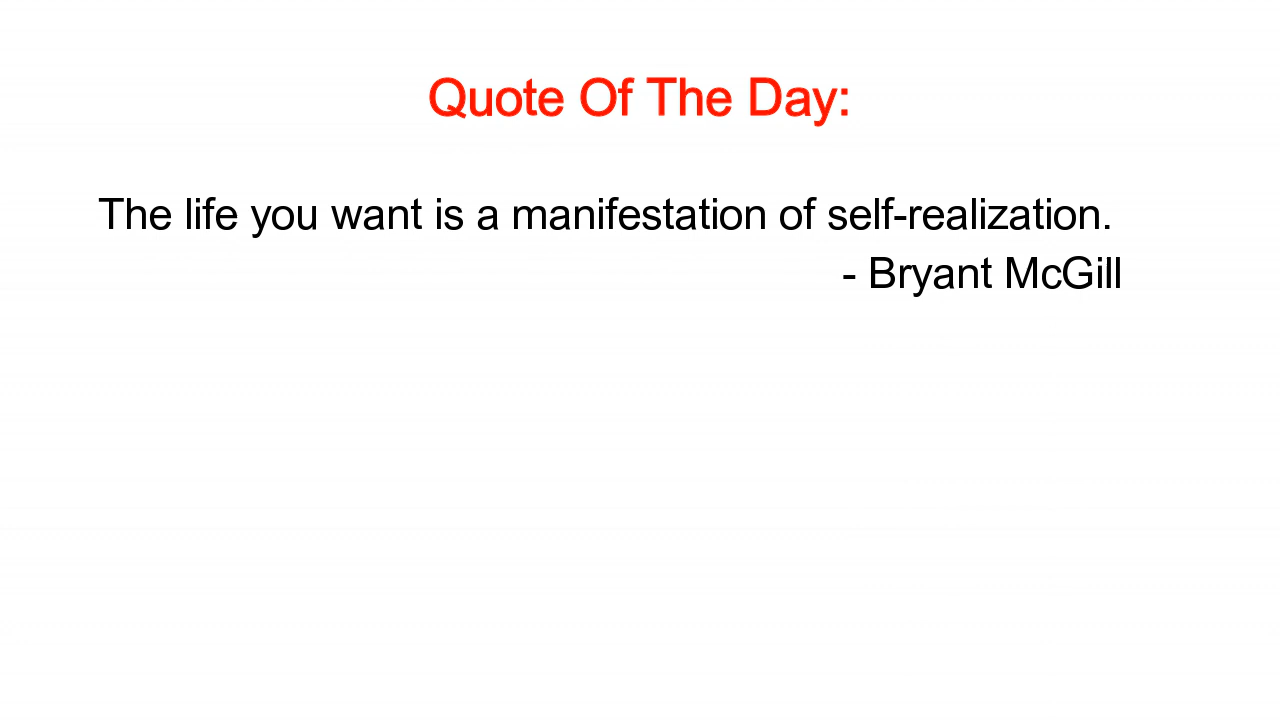 Quote Of The Day:
The life you want is a manifestation of self-realization.
- Bryant McGill